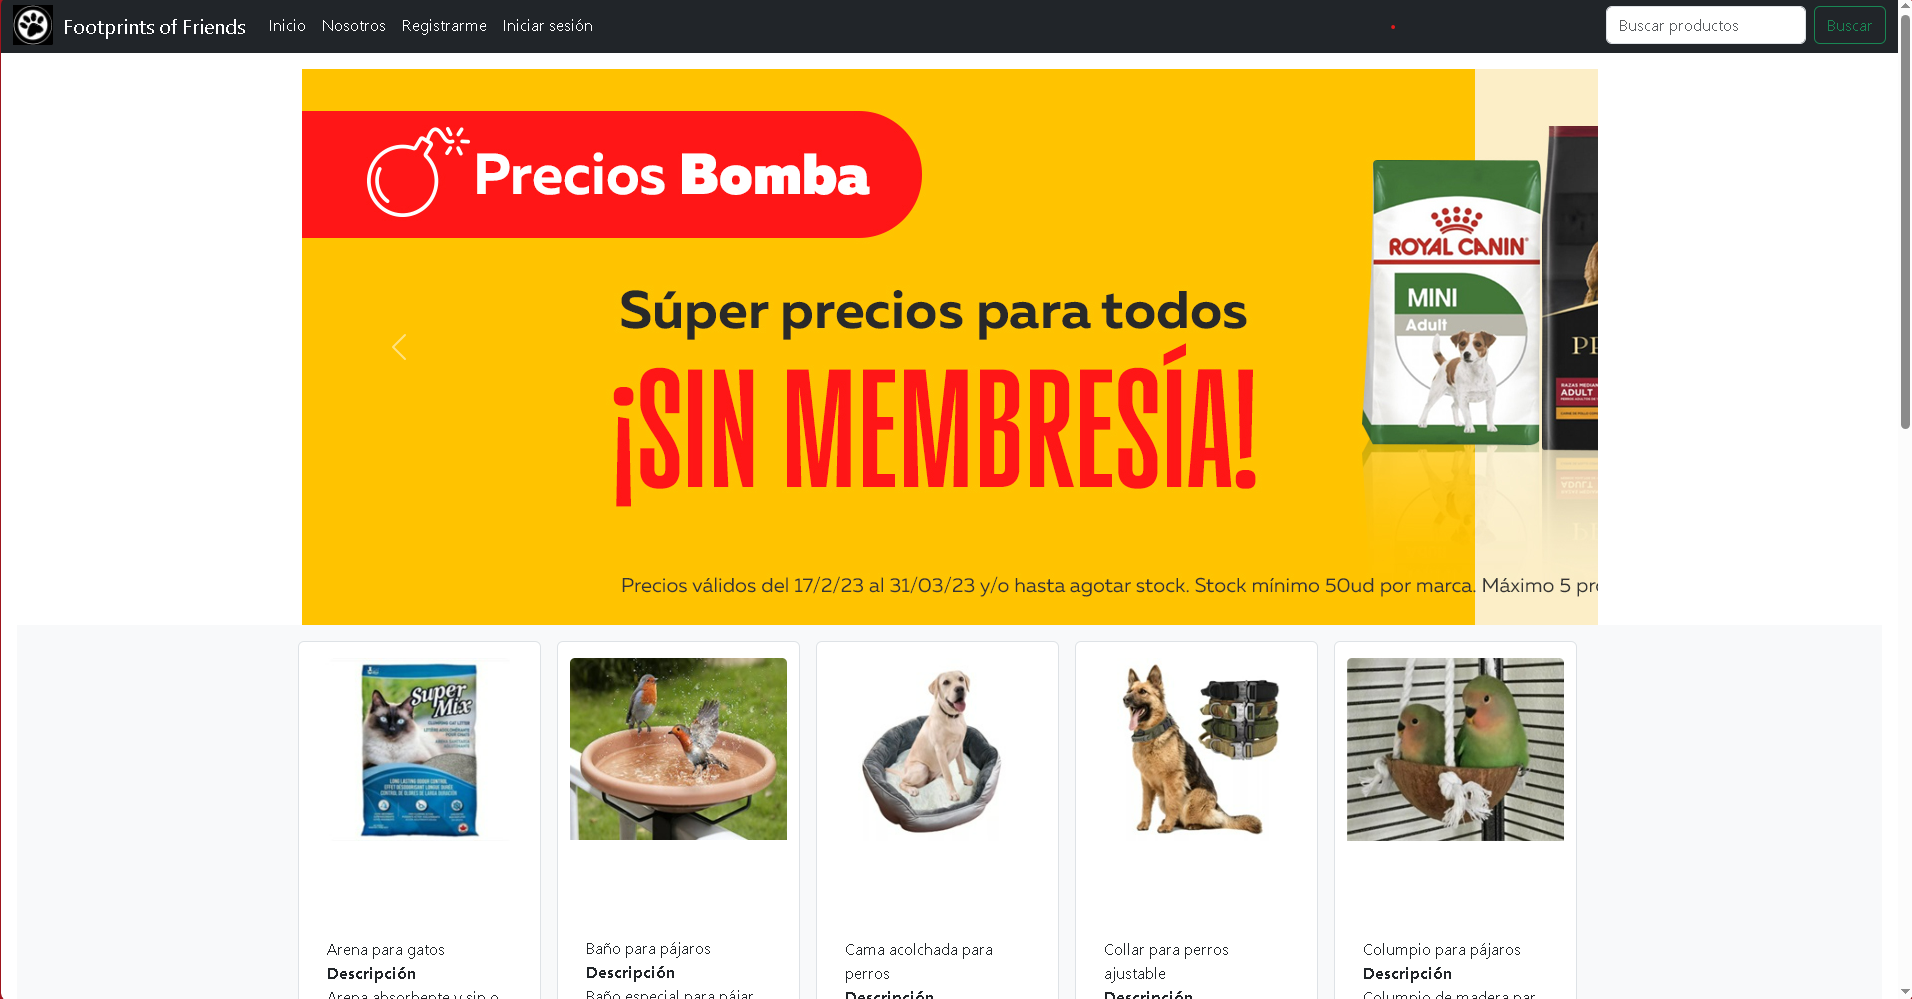 Footprints of Friends
Inicio
Nosotros
Registrarme
Iniciar sesión
Buscar productos
Buscar
Precios Bomba
Súper precios para todos
¡SIN MEMBRESÍA!
ROYAL CANIN
MINI
Adult
ADULT
Precios válidos del 17/2/23 al 31/03/23 y/o hasta agotar stock. Stock mínimo 50ud por marca. Máximo 5
Super
Mix
Arena para gatos
Descripción
Arena absorbente y sin o
Baño para pájaros
Descripción
Baño especial para pájar
Cama acolchada para
perros
Descripción
Collar para perros
ajustable
Descripción
Columpio para pájaros
Descripción
Columpio de madera par